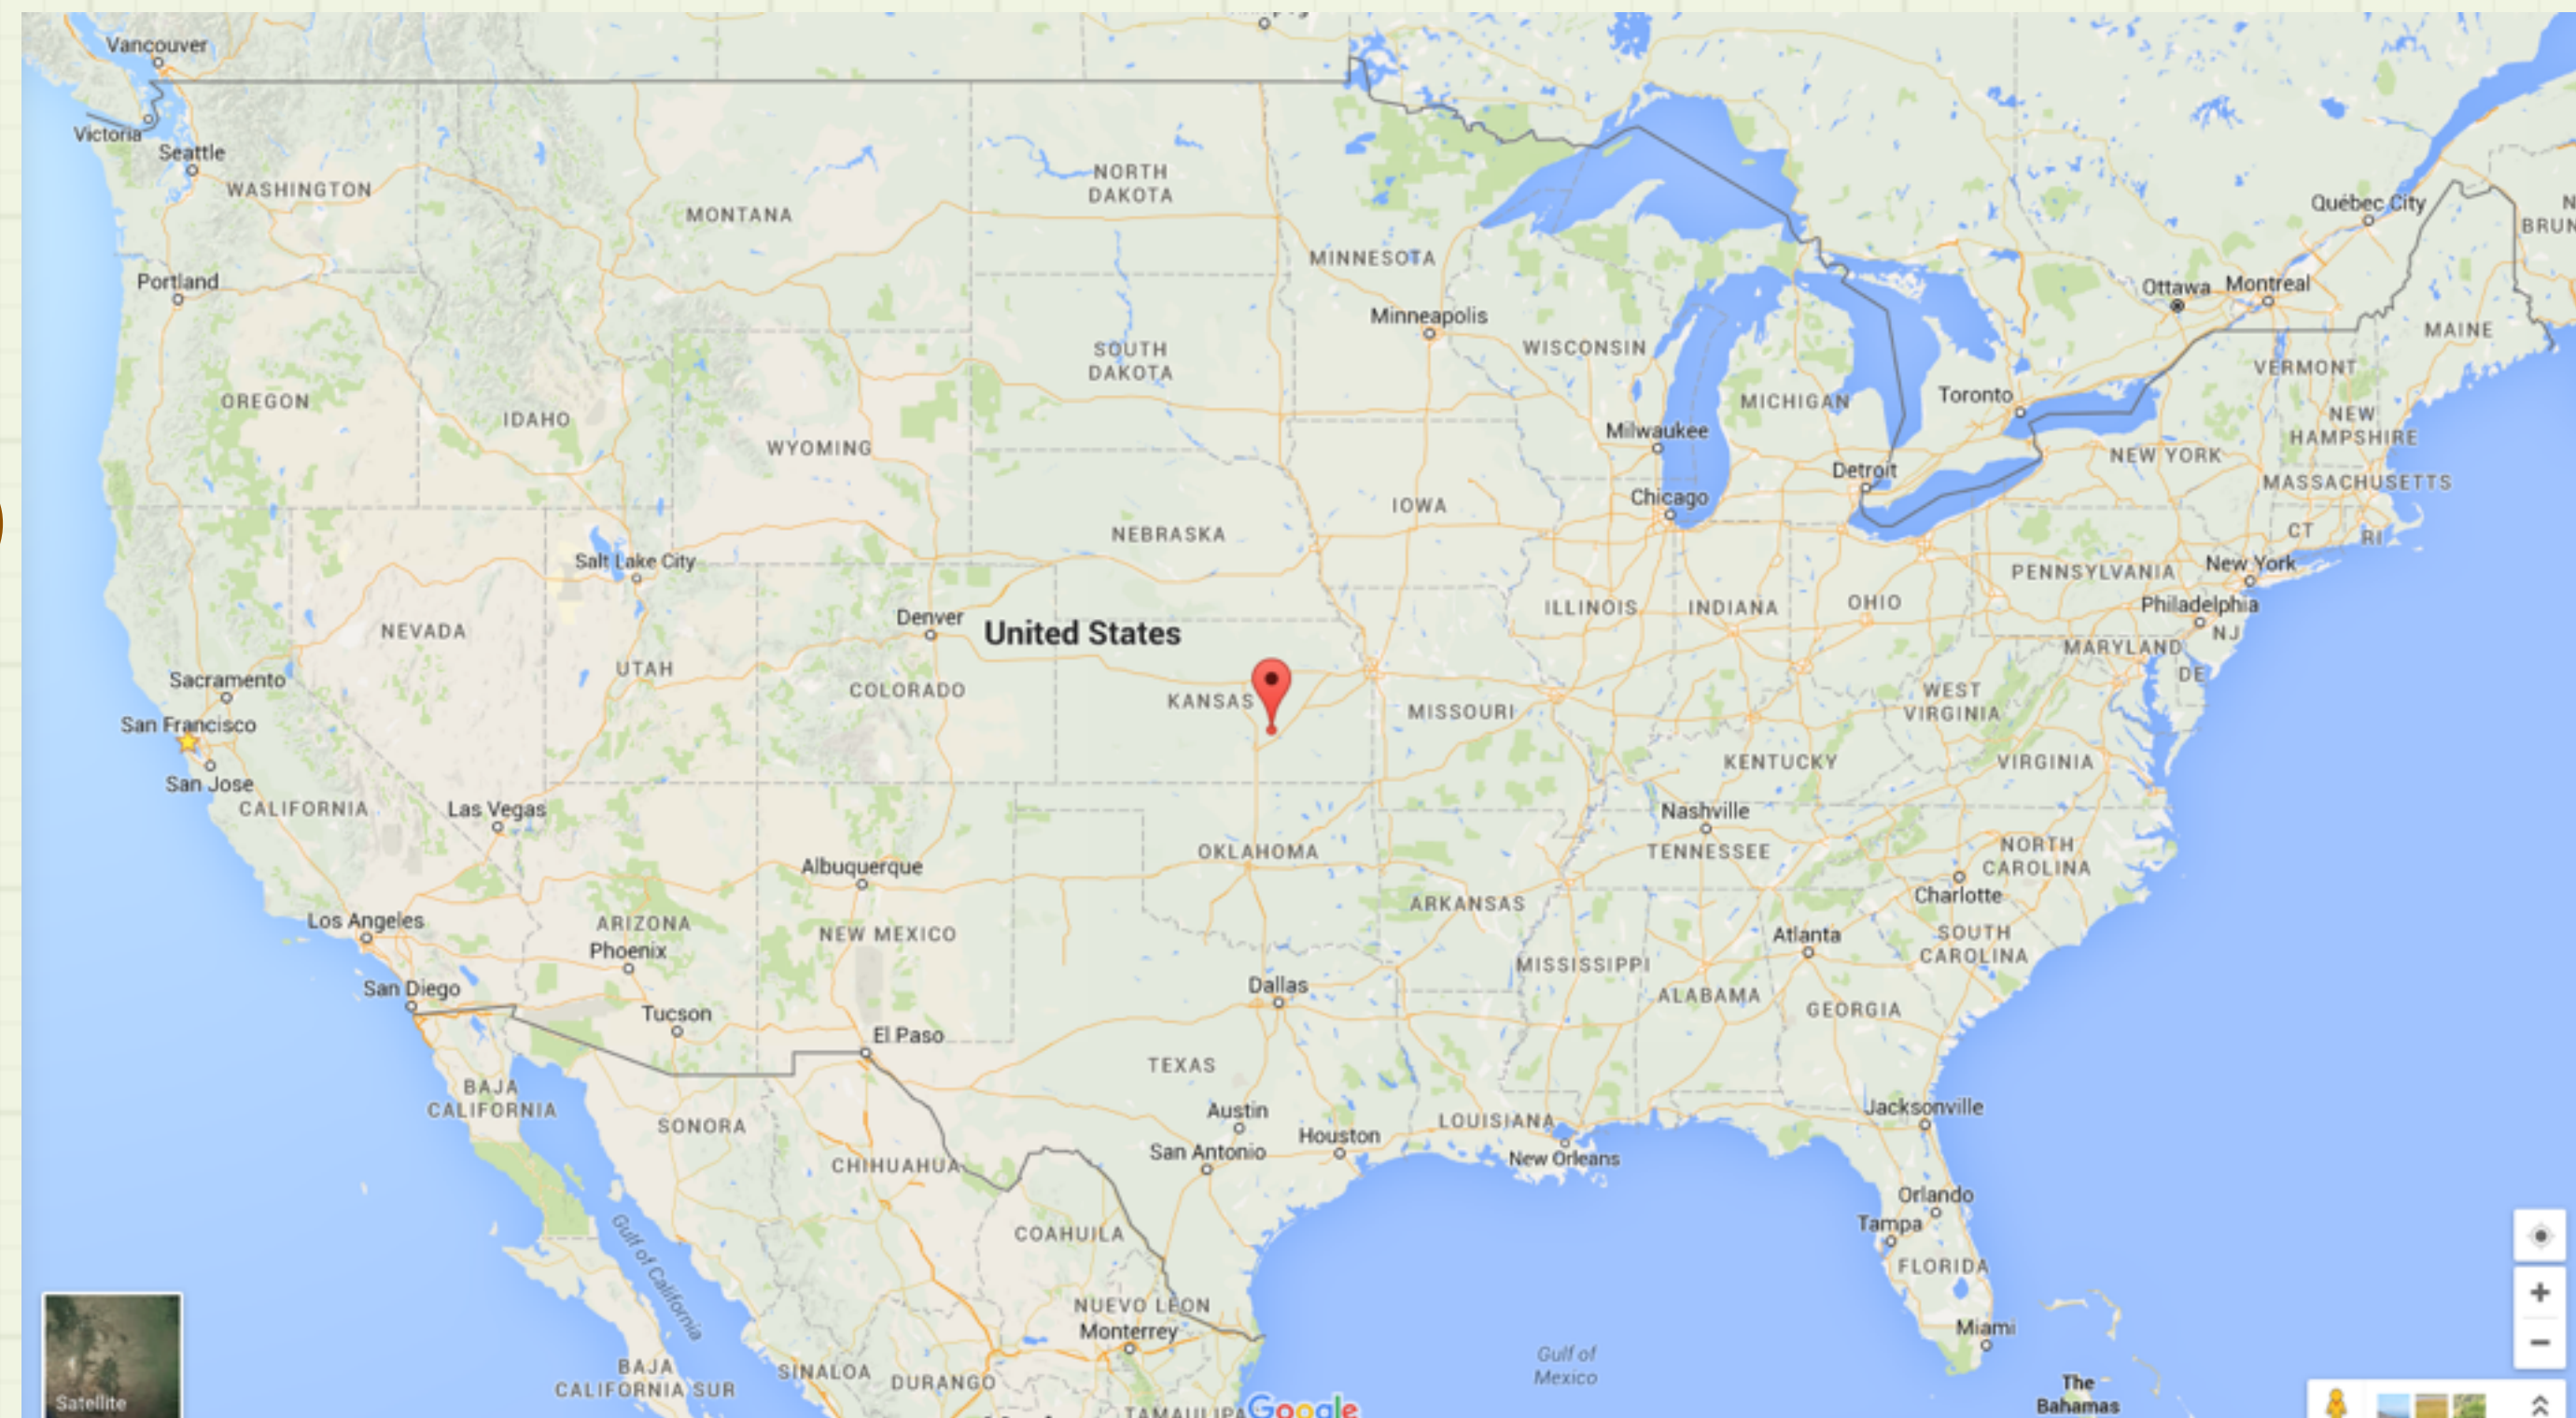 Vancouver
Victoria
Seattle
WASHINGTON
MONTANA
NORTH
DAKOTA
MINNESOTA
Québec City
Ottawa
Montreal
Portland
Minneapolis
MAINE
OREGON
IDAHO
WYOMING
SOUTH
DAKOTA
WISCONSIN
MICHIGAN
Toronto
VERMONT
NEW
HAMPSHIRE
Milwaukee
Detroit
NEW YORK
MASSACHUSETTS
Chicago
IOWA
NEBRASKA
CT
RI
Salt Lake City
PENNSYLVANIA
New York
Denver
United States
ILLINOIS
INDIANA
OHIO
Philadelphia
NJ
NEVADA
UTAH
MARYLAND
DE
Sacramento
COLORADO
KANSAS
MISSOURI
WEST
VIRGINIA
San Francisco
San Jose
CALIFORNIA
Las Vegas
KENTUCKY
VIRGINIA
Nashville
TENNESSEE
Albuquerque
OKLAHOMA
NORTH
CAROLINA
Charlotte
ARKANSAS
Los Angeles
ARIZONA
Phoenix
NEW MEXICO
Atlanta
SOUTH
CAROLINA
MISSISSIPPI
ALABAMA
GEORGIA
San Diego
Tucson
Dallas
El Paso
TEXAS
BAJA
CALIFORNIA
SONORA
CHIHUAHUA
Austin
San Antonio
Houston
LOUISIANA
New Orleans
Jacksonville
Orlando
Tampa
FLORIDA
COAHUILA
Gulf of California
NUEVO LEON
Monterrey
Miami
Gulf of
Mexico
BAJA
CALIFORNIA SUR
SINALOA
DURANGO
The
Bahamas
Satellite
Google